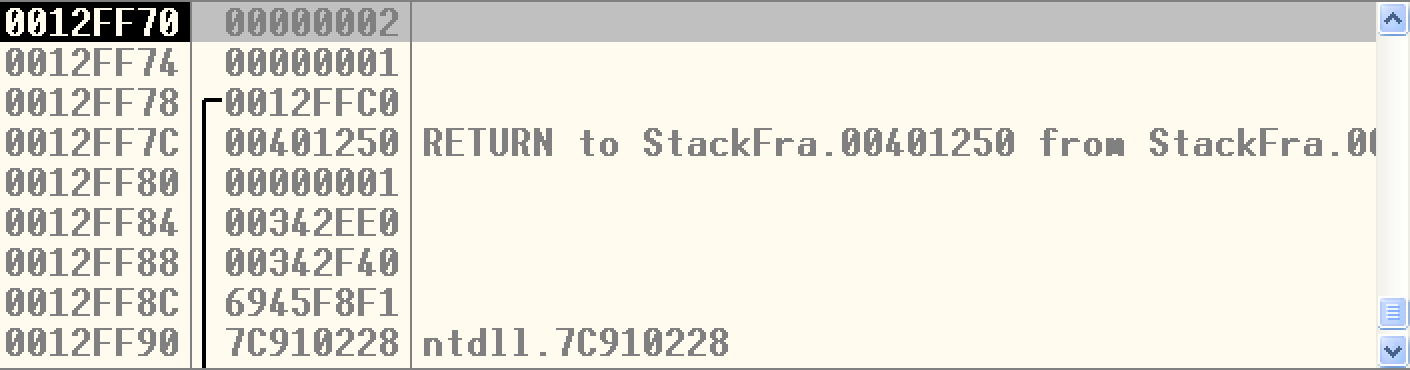 0012FF70 00000002
0012FF74 00000001
0012FF78 0012FFC0
0012FF7C 00401250 RETURN to StackFra.00401250 from StackFra.00
0012FF80 00000001
0012FF84 00342EE0
0012FF88 00342F40
0012FF8C 6945F8F1
0012FF90 7C910228 ntdll.7C910228